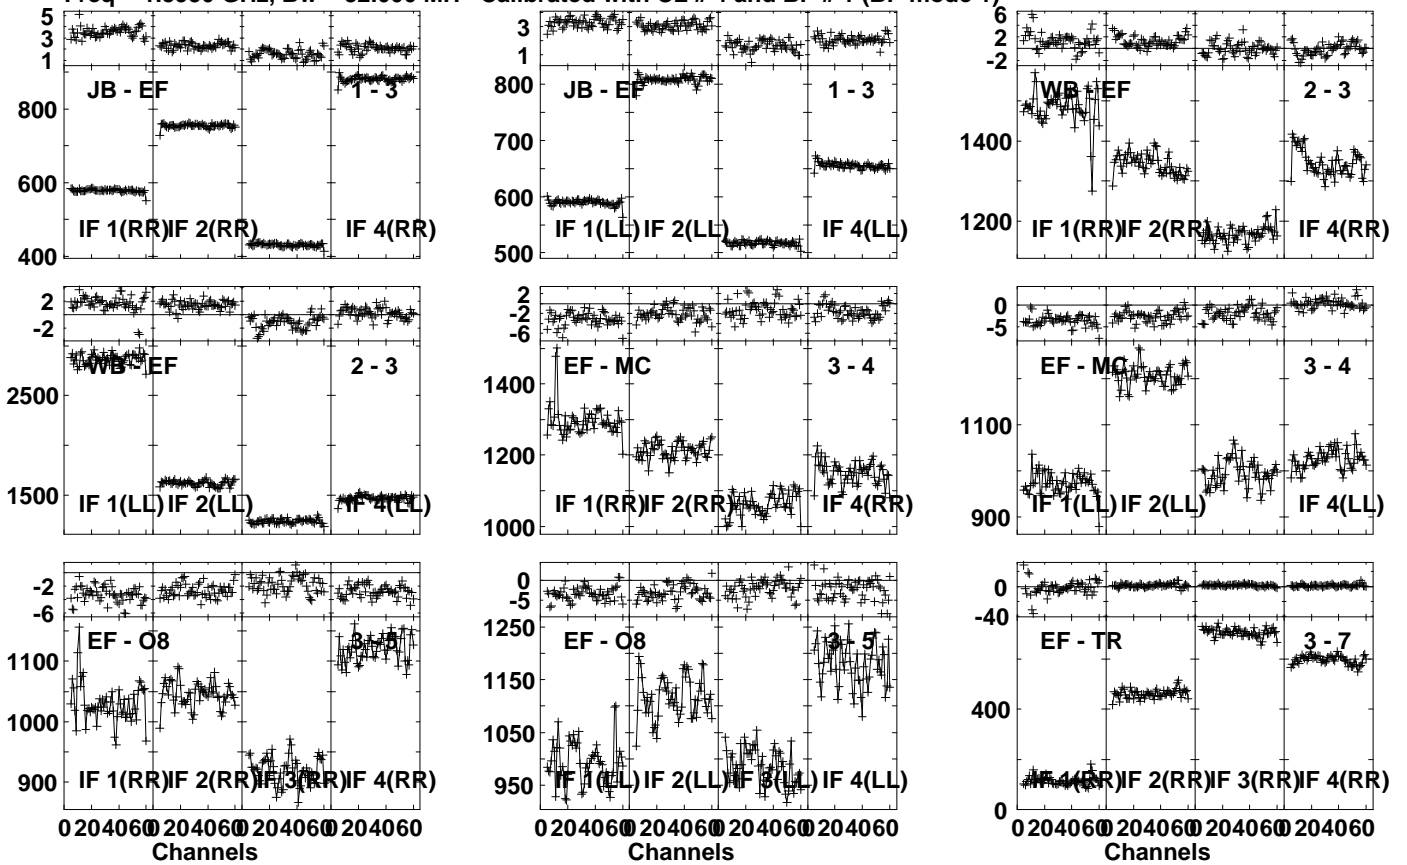 JB - EF 1 - 3
5
3
1
800
600
400
IF 1(RR) IF 2(RR) IF 4(RR)
JB - EF 1 - 3
3
1
800
700
600
500
IF 1(LL) IF 2(LL) IF 4(LL)
WB - EF 2 - 3
6
2
-2
1400
1200
IF 1(RR) IF 2(RR) IF 4(RR)
WB - EF 2 - 3
2
-2
2500
1500
IF 1(LL) IF 2(LL) IF 4(LL)
EF - MC 3 - 4
2
-2
-6
1400
1200
1000
IF 1(RR) IF 2(RR) IF 4(RR)
EF - MC 3 - 4
0
-5
1100
900
IF 1(LL) IF 2(LL) IF 4(LL)
EF - O8 3 - 5
-2
-6
1100
1000
900
IF 1(RR) IF 2(RR) IF 3(RR) IF 4(RR)
0 20 40 60 0 20 40 60 0 20 40 60 0 20 40 60
Channels
EF - O8 3 - 5
0
-5
1250
1150
1050
950
IF 1(LL) IF 2(LL) IF 3(LL) IF 4(LL)
0 20 40 60 0 20 40 60 0 20 40 60 0 20 40 60
Channels
EF - TR 3 - 7
0
-40
400
0
IF 1(RR) IF 2(RR) IF 3(RR) IF 4(RR)
0 20 40 60 0 20 40 60 0 20 40 60 0 20 40 60
Channels